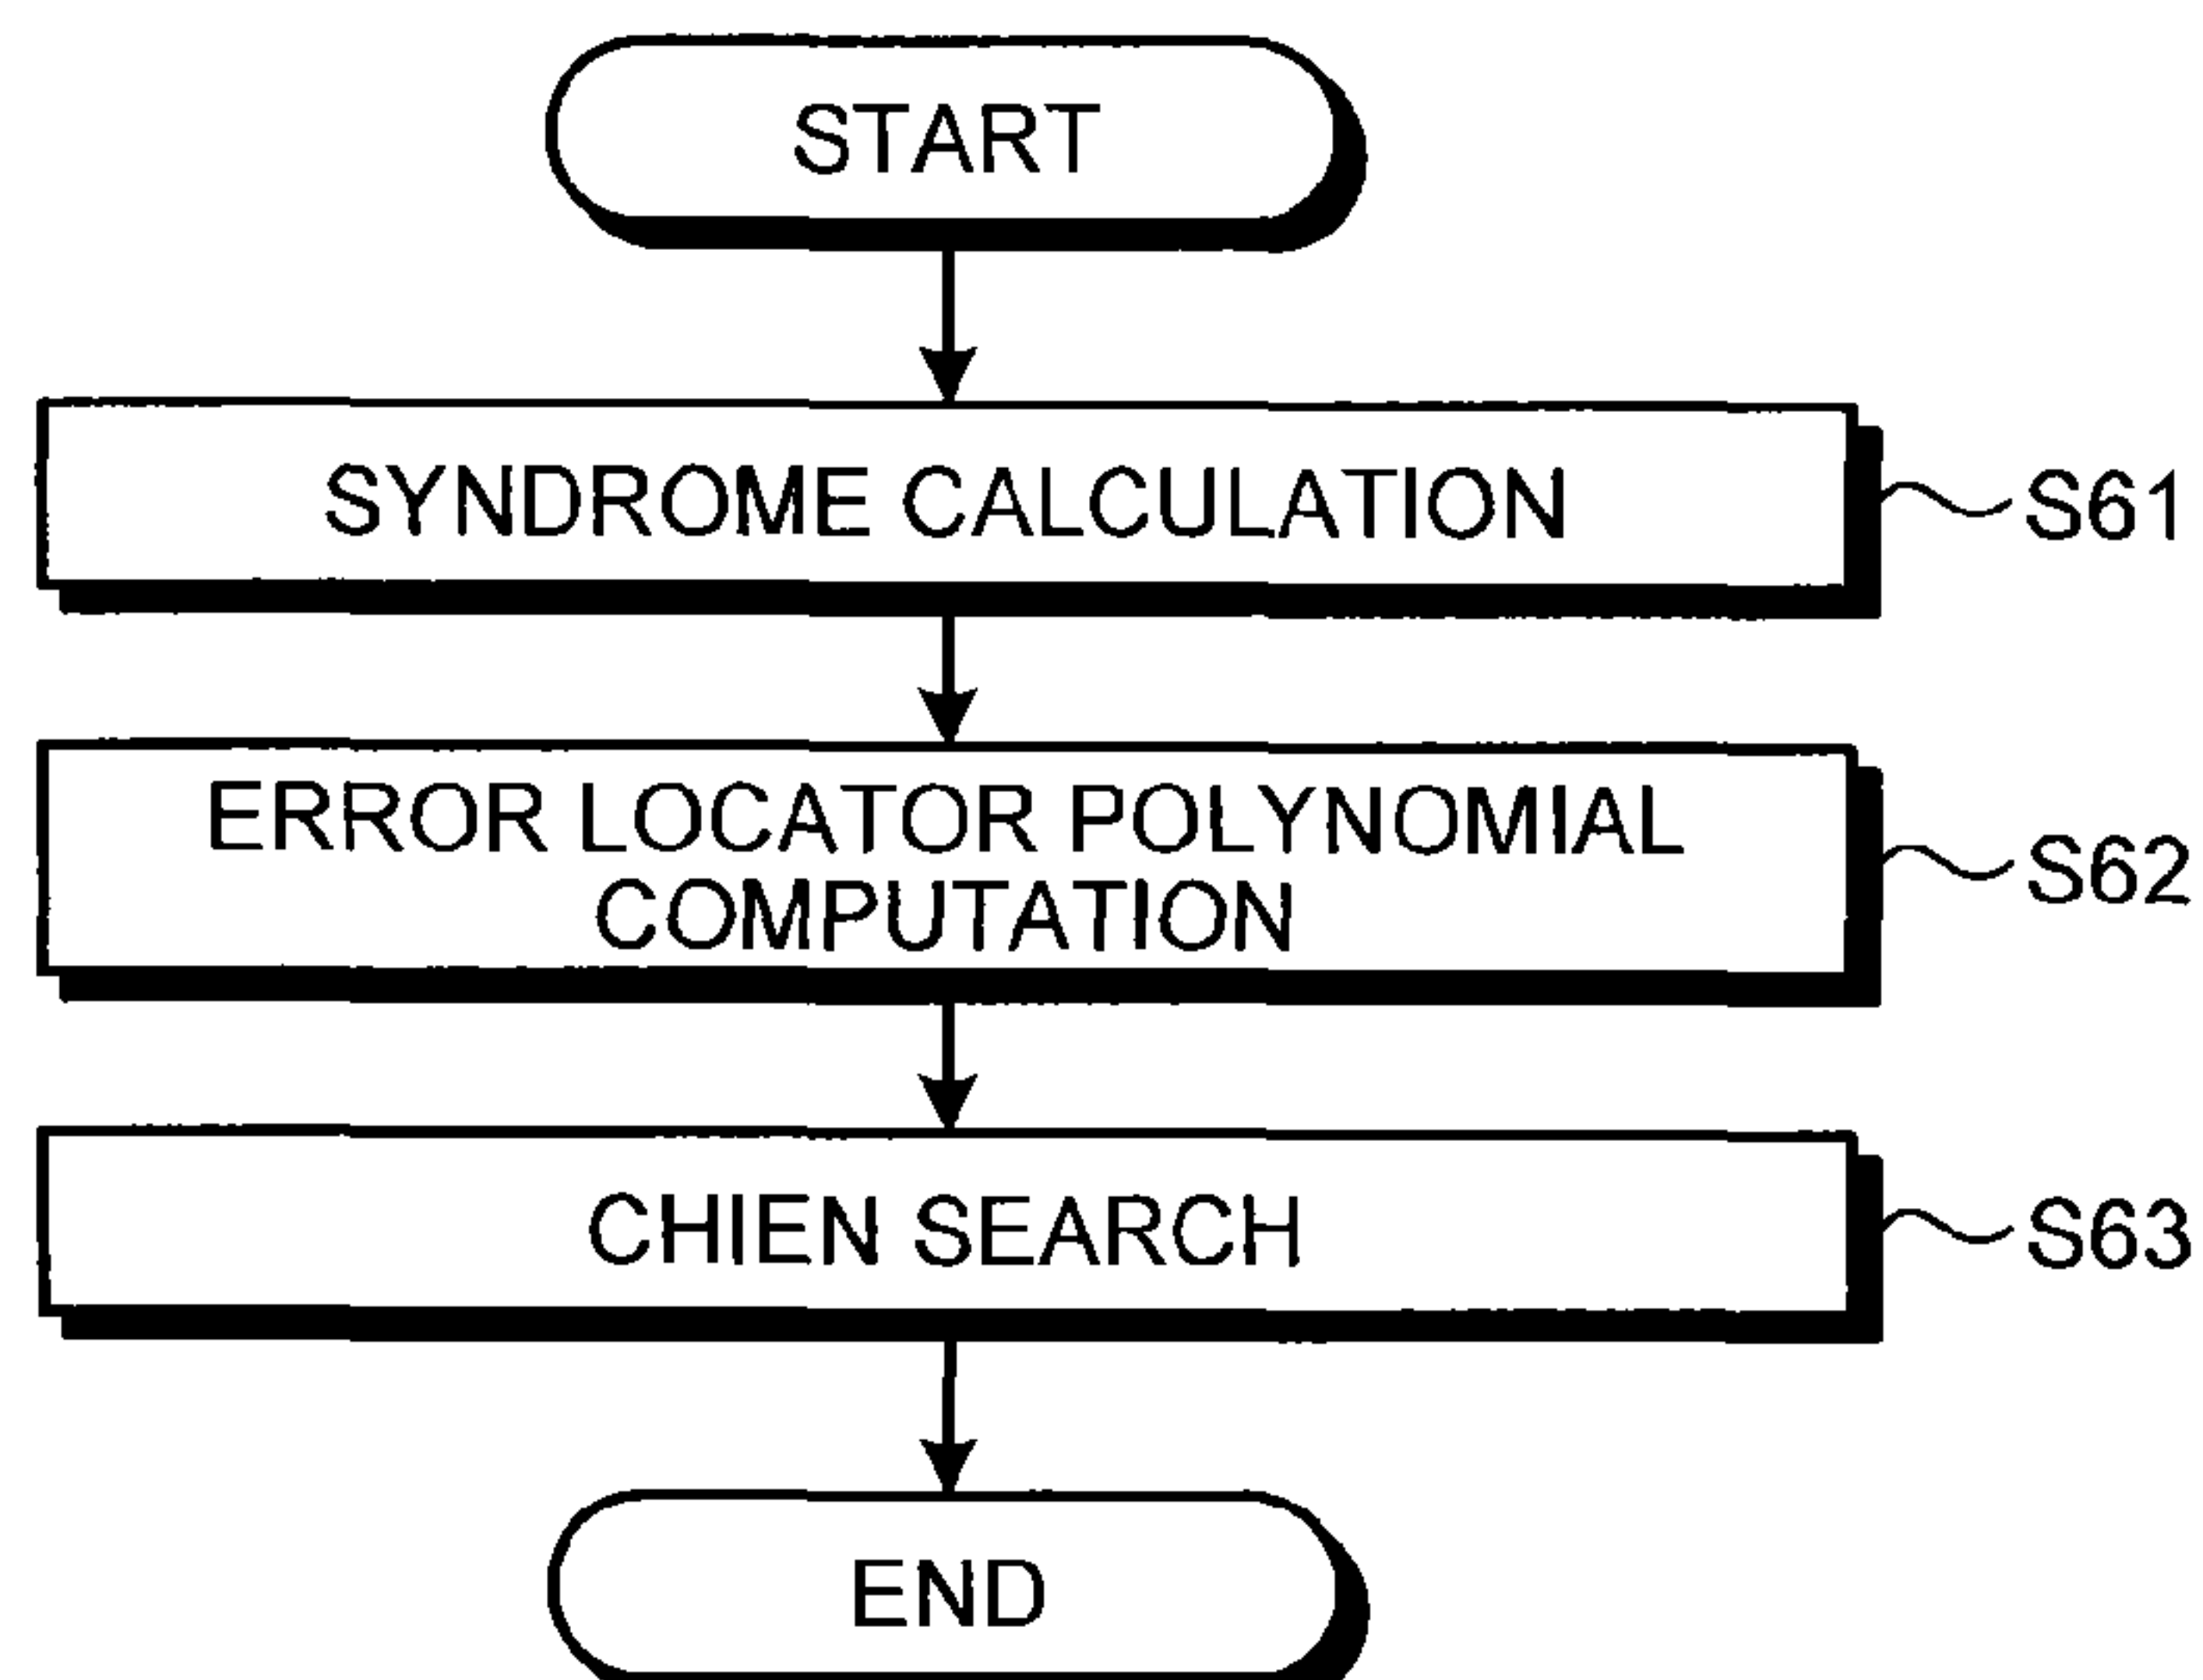 START
SYNDROME CALCULATION
S61
ERROR LOCATOR POLYNOMIAL
COMPUTATION
S62
CHIEN SEARCH
S63
END